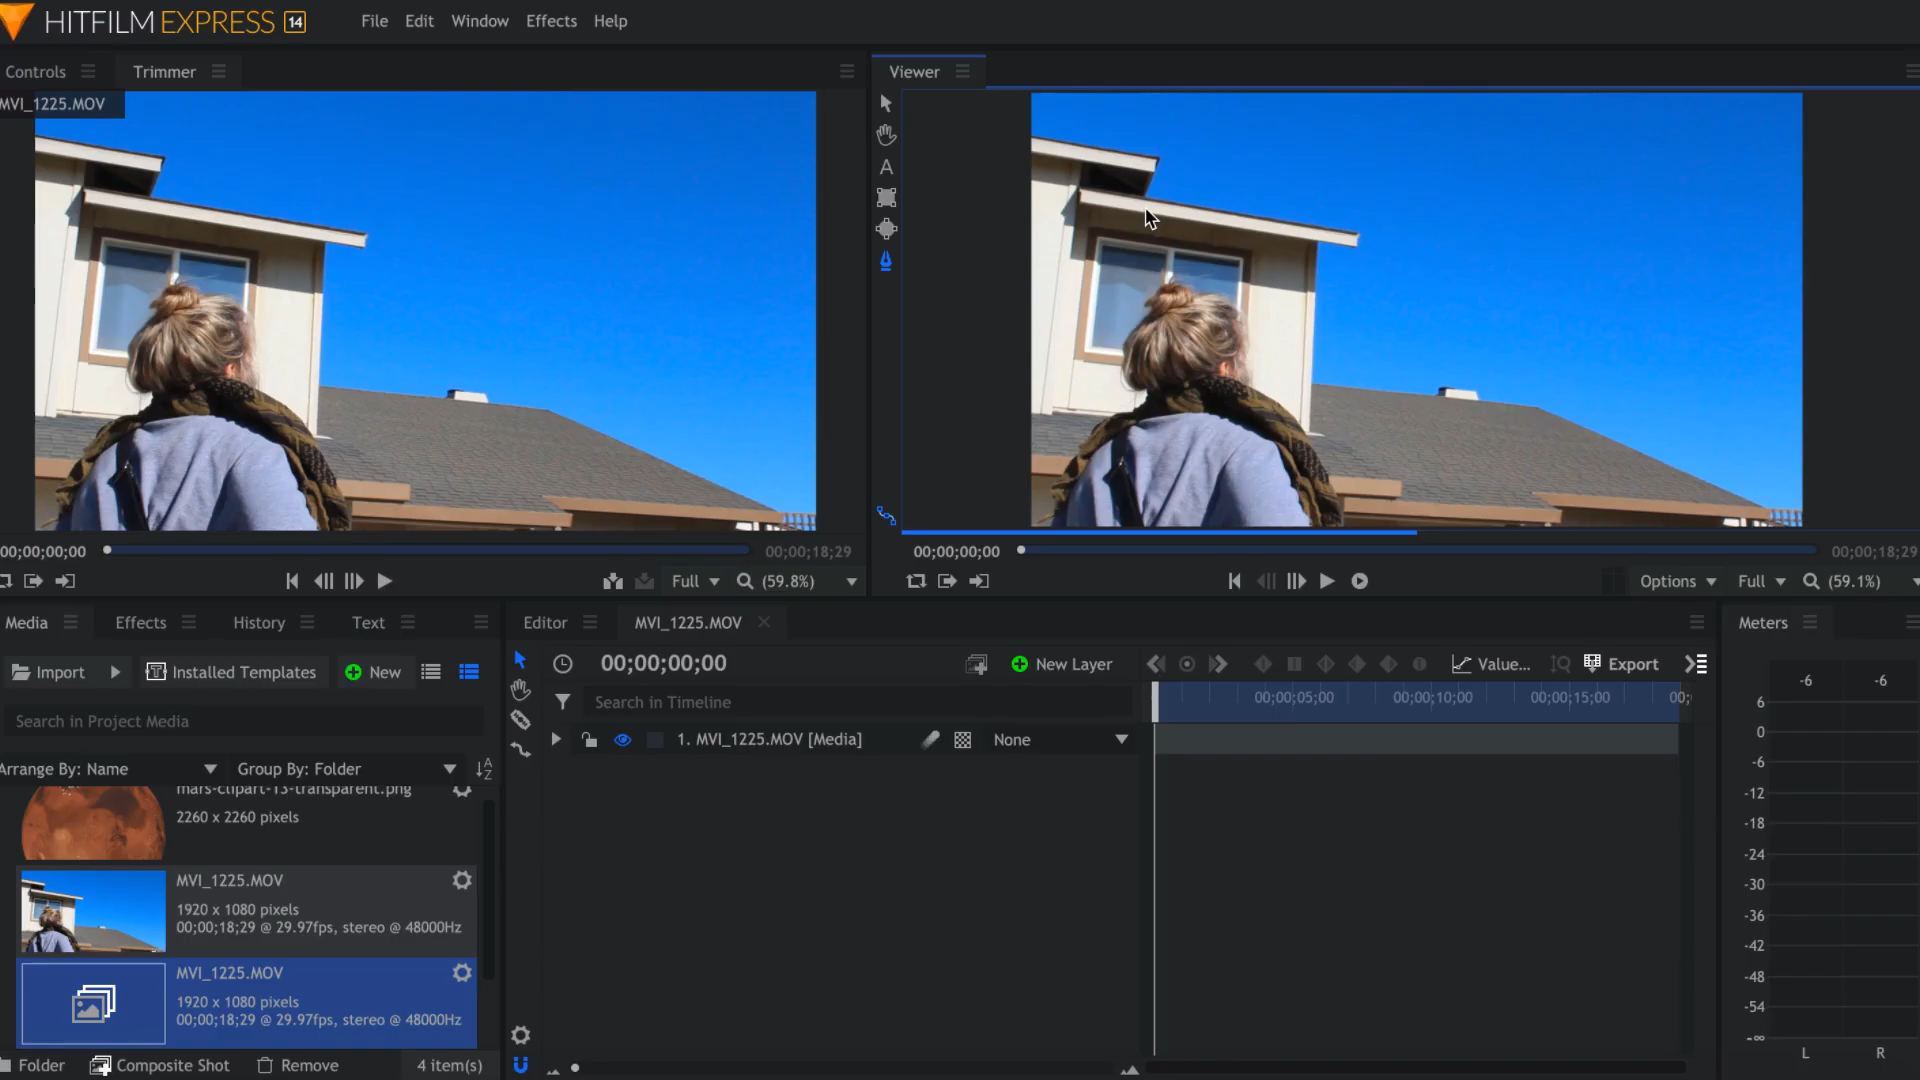 HITFILM EXPRESS 14 File Edit Window Effects Help
Controls Trimmer
Viewer
MVI_1225.MOV
A
00;00;00;00 00;00;18;29
00;00;00;00 00;00;18;29
Full (59.8%)
Options Full (59.1%)
Media Effects History Text
Editor MVI_1225.MOV
Meters
Import Installed Templates New
00;00;00;00 New Layer Value... Export
Search in Project Media
Search in Timeline
00;00;05;00 00;00;10;00 00;00;15;00 00;
Arrange By: Name Group By: Folder
1. MVI_1225.MOV [Media] None
mars-clipart-13-transparent.png
2260 x 2260 pixels
MVI_1225.MOV
1920 x 1080 pixels
00;00;18;29 @ 29.97fps, stereo @ 48000Hz
MVI_1225.MOV
1920 x 1080 pixels
00;00;18;29 @ 29.97fps, stereo @ 48000Hz
Folder Composite Shot Remove 4 item(s)
-6 -6
6
0
-6
-12
-18
-24
-30
-36
-42
-48
-54
-∞
L R